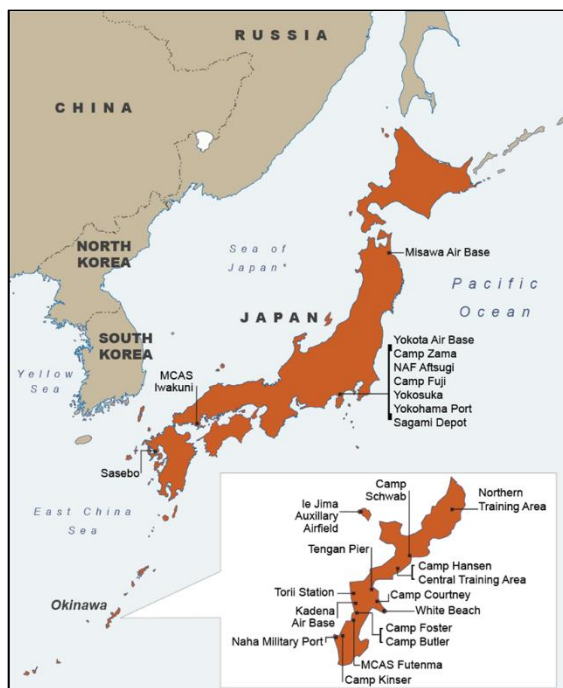 RUSSIA
CHINA
NORTH
KOREA
Sea of
Japan*
Misawa Air Base
Pacific
Ocean
JAPAN
SOUTH
KOREA
Yellow
Sea
MCAS
Iwakuni
Yokota Air Base
Camp Zama
NAF Aftsugi
Camp Fuji
Yokosuka
Yokohama Port
Sagami Depot
Sasebo
East China
Sea
Okinawa
Camp
Schwab
Northern
Training Area
Ie Jima
Auxillary
Airfield
Tengan Pier
Camp Hansen
Central Training Area
Torii Station
Camp Courtney
Kadena
Air Base
White Beach
Camp Foster
Camp Butler
Naha Military Port
MCAS Futenma
Camp Kinser